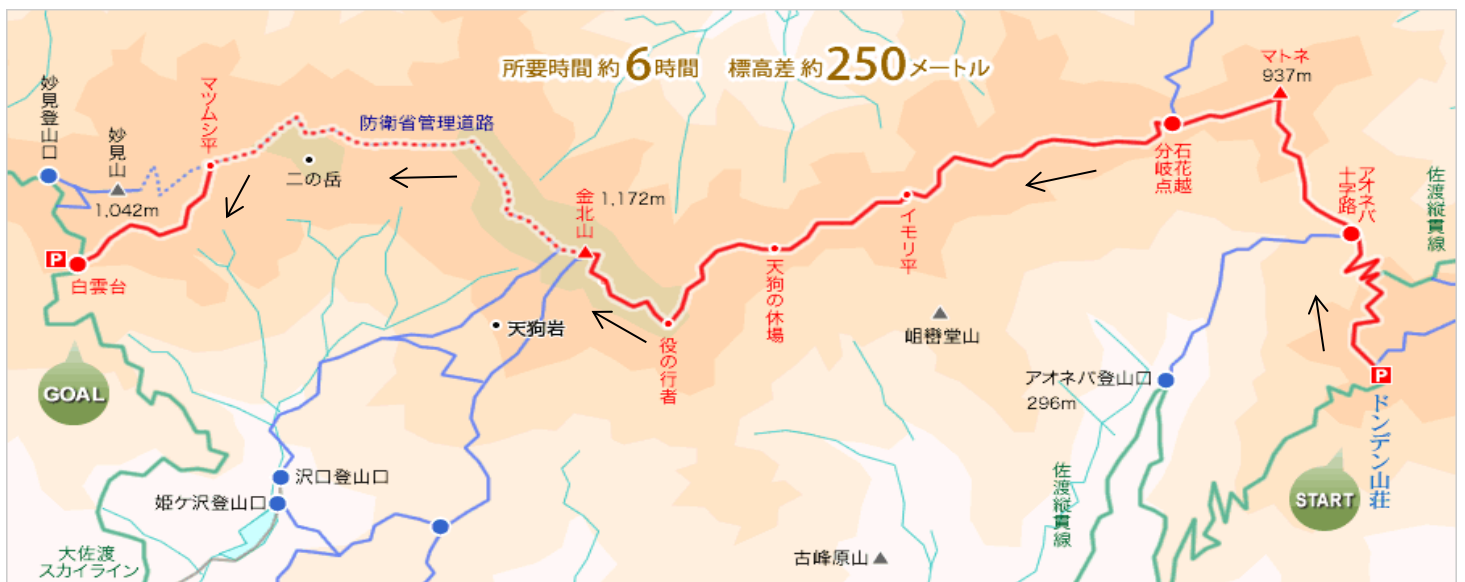 所要時間 約6時間 標高差 約250メートル
マトネ
937m
妙見登山口
妙見山
1,042m
マツムシ平
防衛省管理道路
二の岳
金北山
1,172m
石花越
分岐点
アオネバ
十字路
佐渡縦貫線
イモリ平
天狗の休場
役の行者
天狗岩
岨巒堂山
P
白雲台
GOAL
アオネバ登山口
296m
P
ドンデン山荘
START
沢口登山口
姫ケ沢登山口
佐渡縦貫線
大佐渡
スカイライン
古峰原山